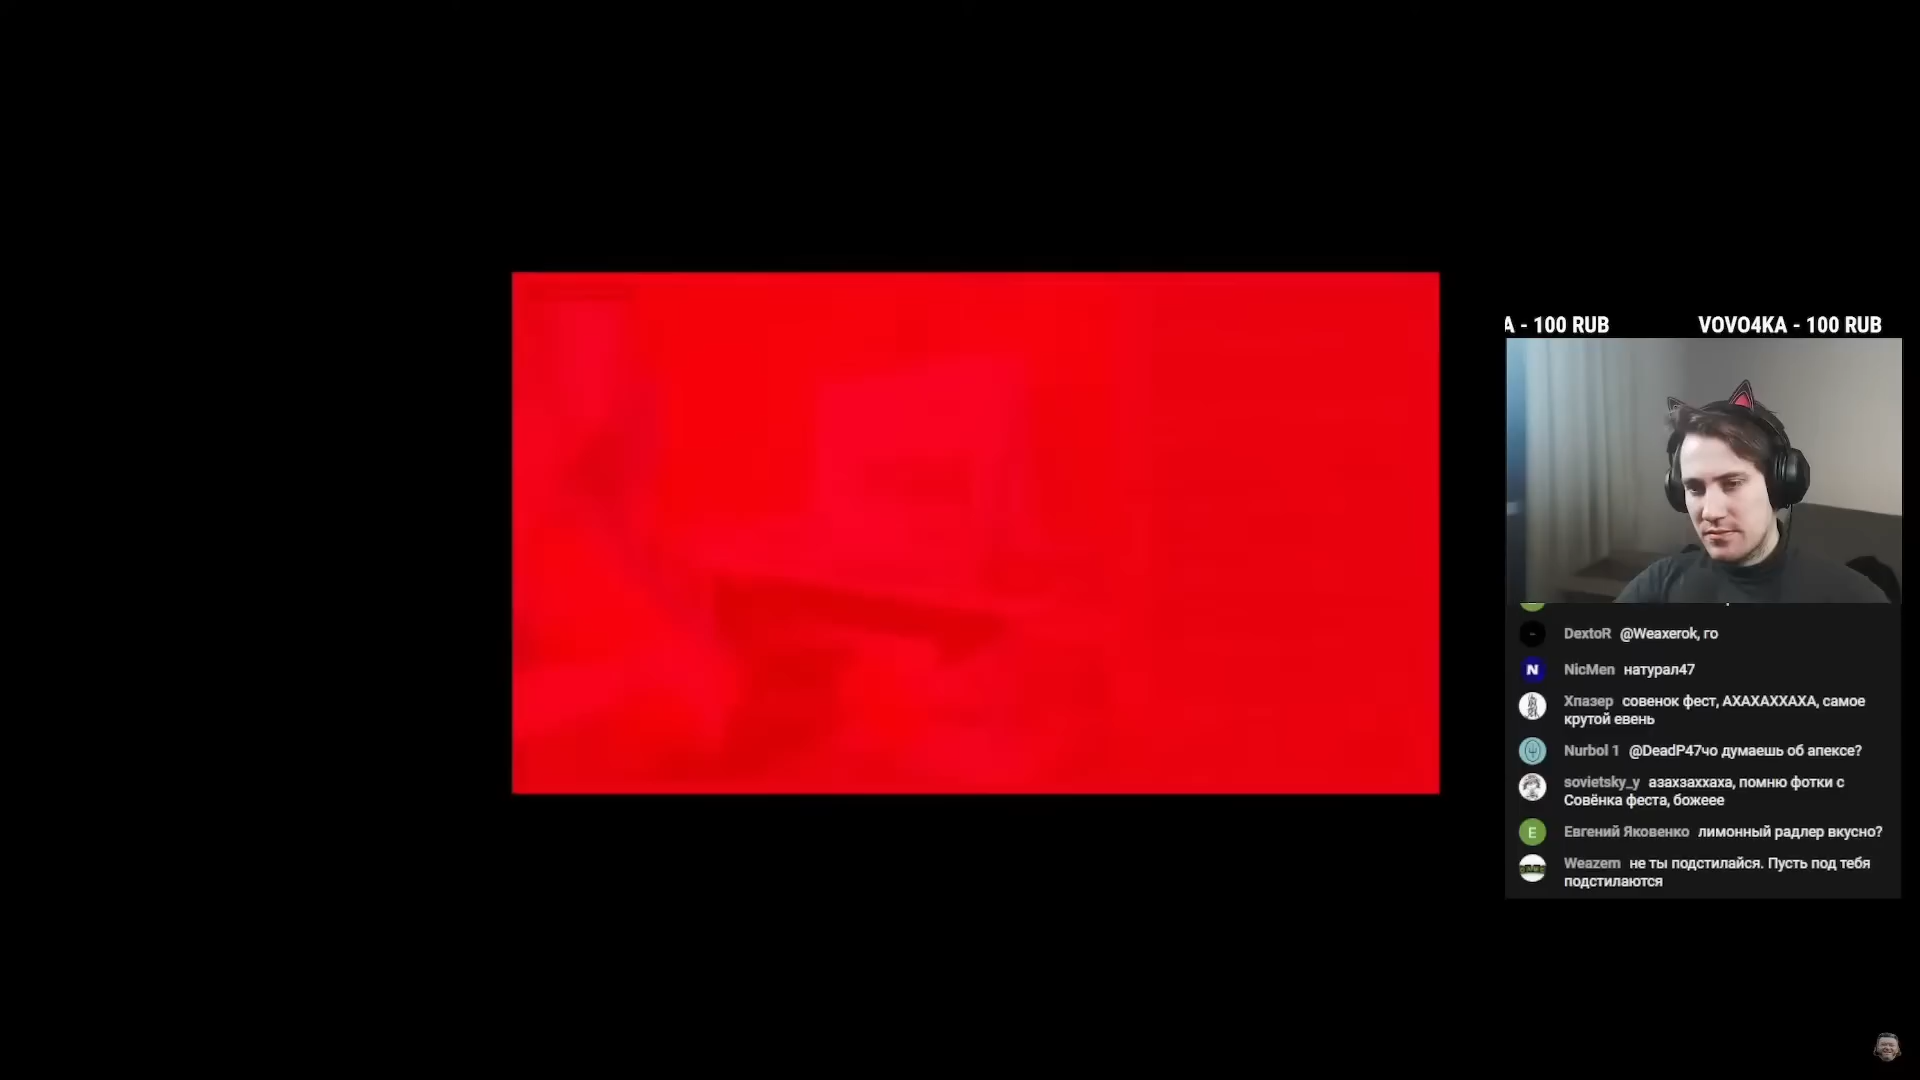 A - 100 RUB VOVO4KA - 100 RUB
DextoR @Weaxerok, го
N NicMen натурал47
Хпазер совенок фест, АХАХАХХАХА, самое
крутой евень
Nurbol 1 @DeadP47чо думаешь об апексе?
sovietsky_y азахзаххаха, помню фотки с
Совёнка феста, божеее
Е Евгений Яковенко лимонный радлер вкусно?
Weazem не ты подстилайся. Пусть под тебя
подстилаются